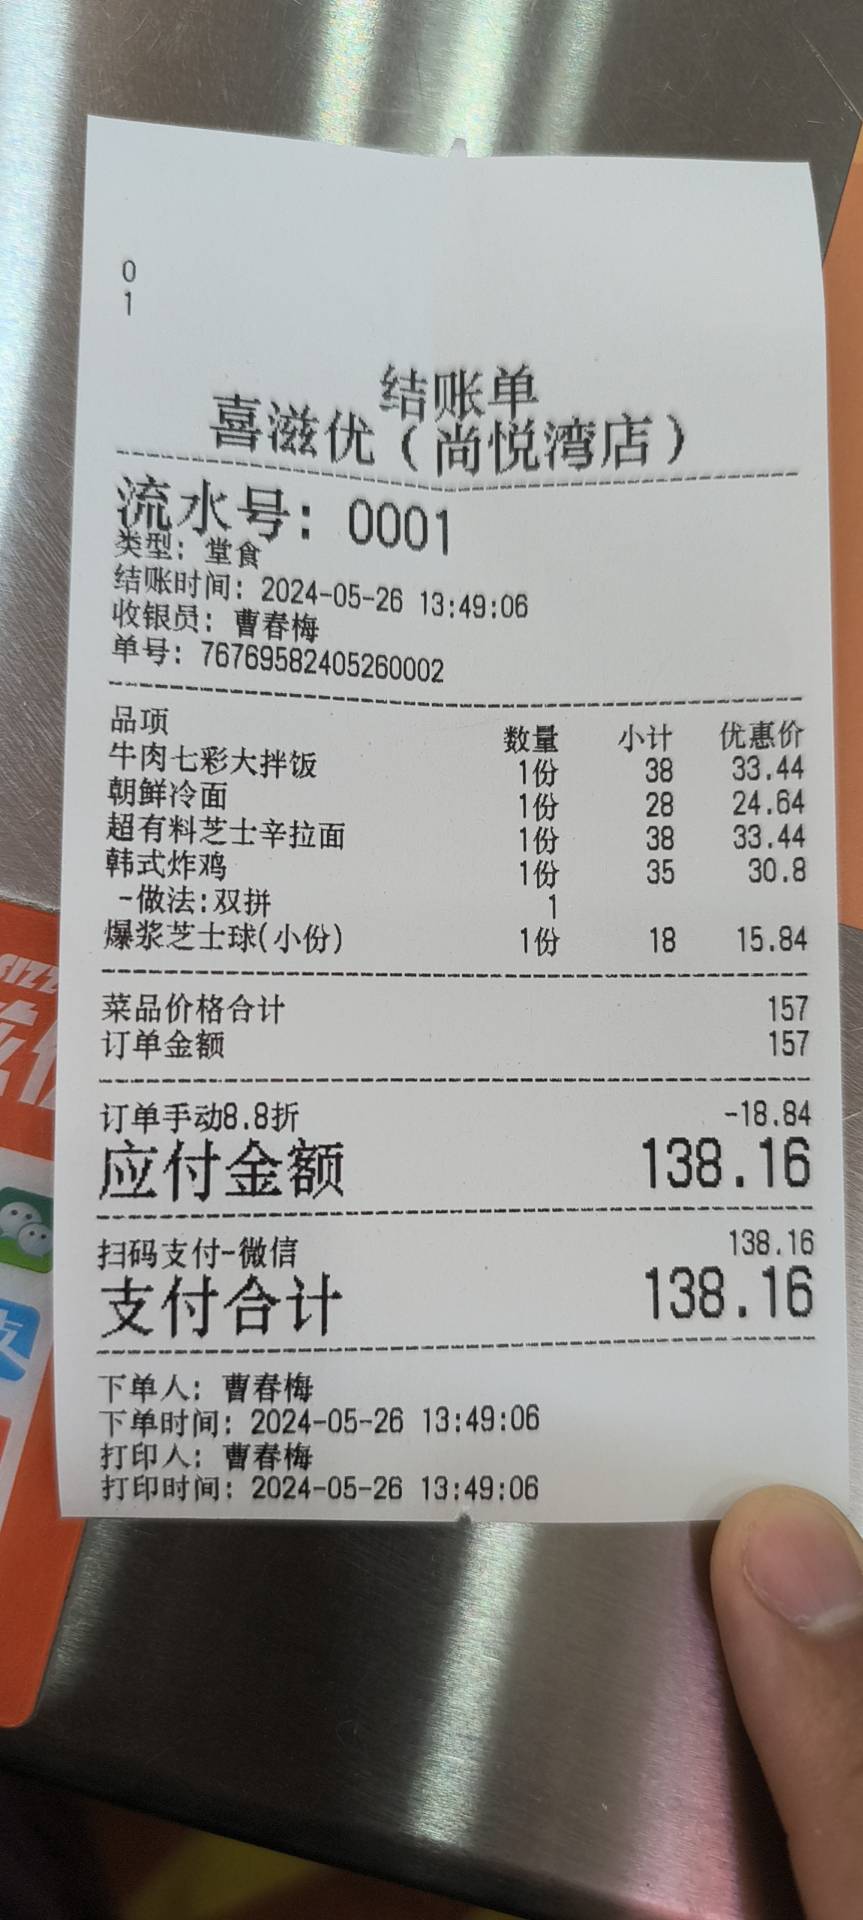 0
1
结账单
喜滋优（尚悦湾店）
流水号: 0001
类型: 堂食
结账时间: 2024-05-26 13:49:06
收银员: 曹春梅
单号: 76769582405260002
品项 数量 小计 优惠价
牛肉七彩大拌饭 1份 38 33.44
朝鲜冷面 1份 28 24.64
超有料芝士辛拉面 1份 38 33.44
韩式炸鸡 1份 35 30.8
-做法:双拼 1
爆浆芝士球(小份) 1份 18 15.84
菜品价格合计 157
订单金额 157
订单手动8.8折 -18.84
应付金额 138.16
扫码支付-微信 138.16
支付合计 138.16
下单人: 曹春梅
下单时间: 2024-05-26 13:49:06
打印人: 曹春梅
打印时间: 2024-05-26 13:49:06